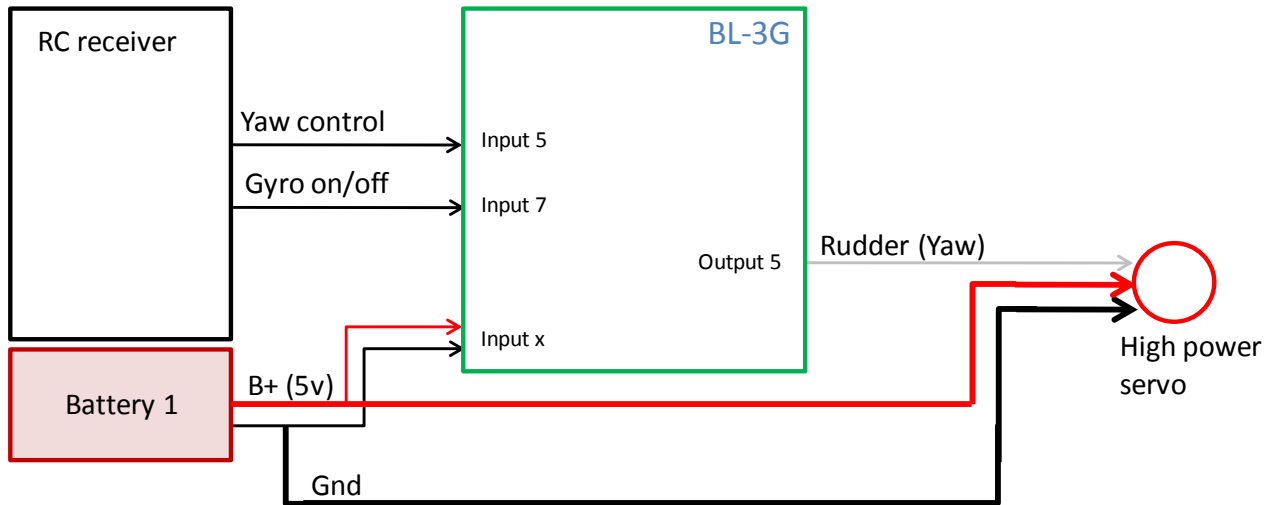 RC receiver
BL-3G
Yaw control
Input 5
Gyro on/off
Input 7
Output 5
Rudder (Yaw)
Input x
High power
servo
Battery 1
B+ (5v)
Gnd